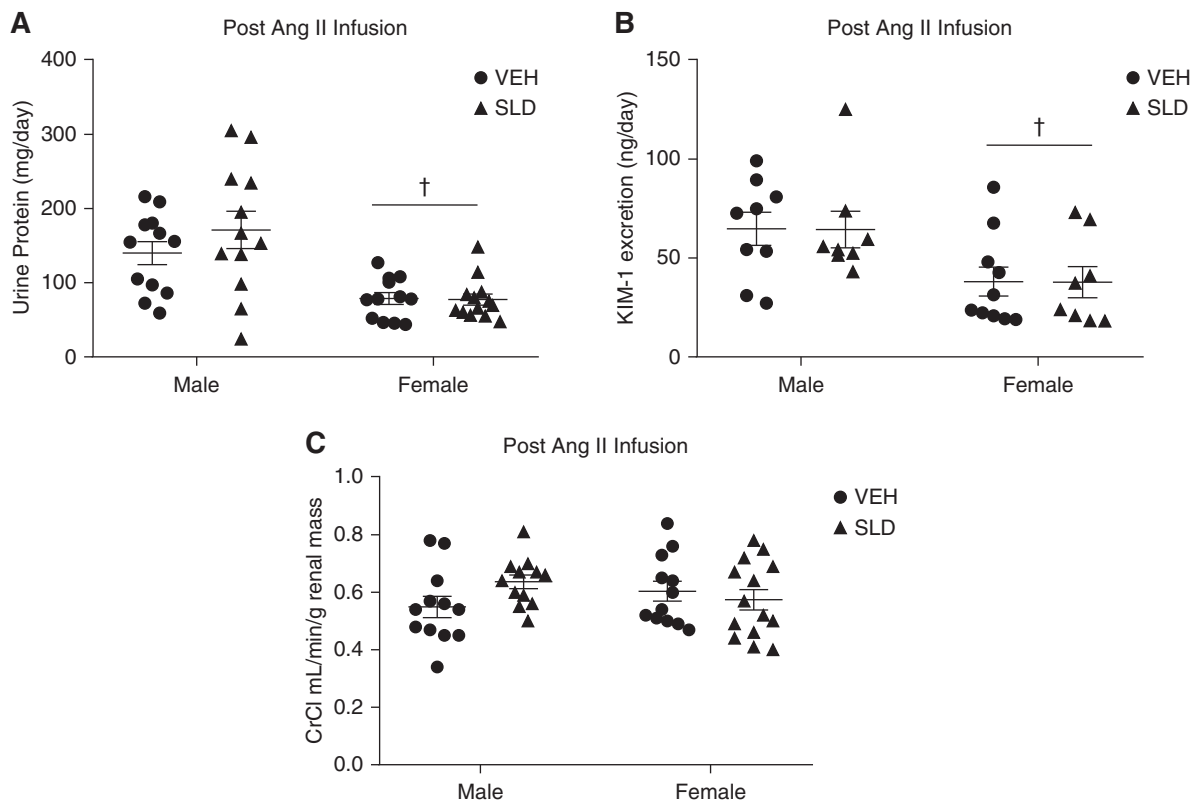 A
Post Ang II Infusion
Urine Protein (mg/day)
400
300
200
100
0
VEH
SLD
†
Male
Female
B
Post Ang II Infusion
KIM-1 excretion (ng/day)
150
100
50
0
VEH
SLD
†
Male
Female
C
Post Ang II Infusion
CrCl mL/min/g renal mass
1.0
0.8
0.6
0.4
0.2
0.0
VEH
SLD
Male
Female